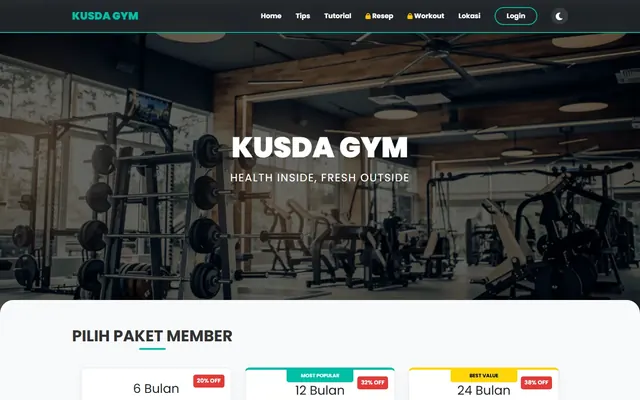 KUSDA GYM
Home Tips Tutorial Resep Workout Lokasi Login
KUSDA GYM
HEALTH INSIDE, FRESH OUTSIDE
PILIH PAKET MEMBER
20% OFF
6 Bulan
MOST POPULAR
32% OFF
12 Bulan
BEST VALUE
38% OFF
24 Bulan